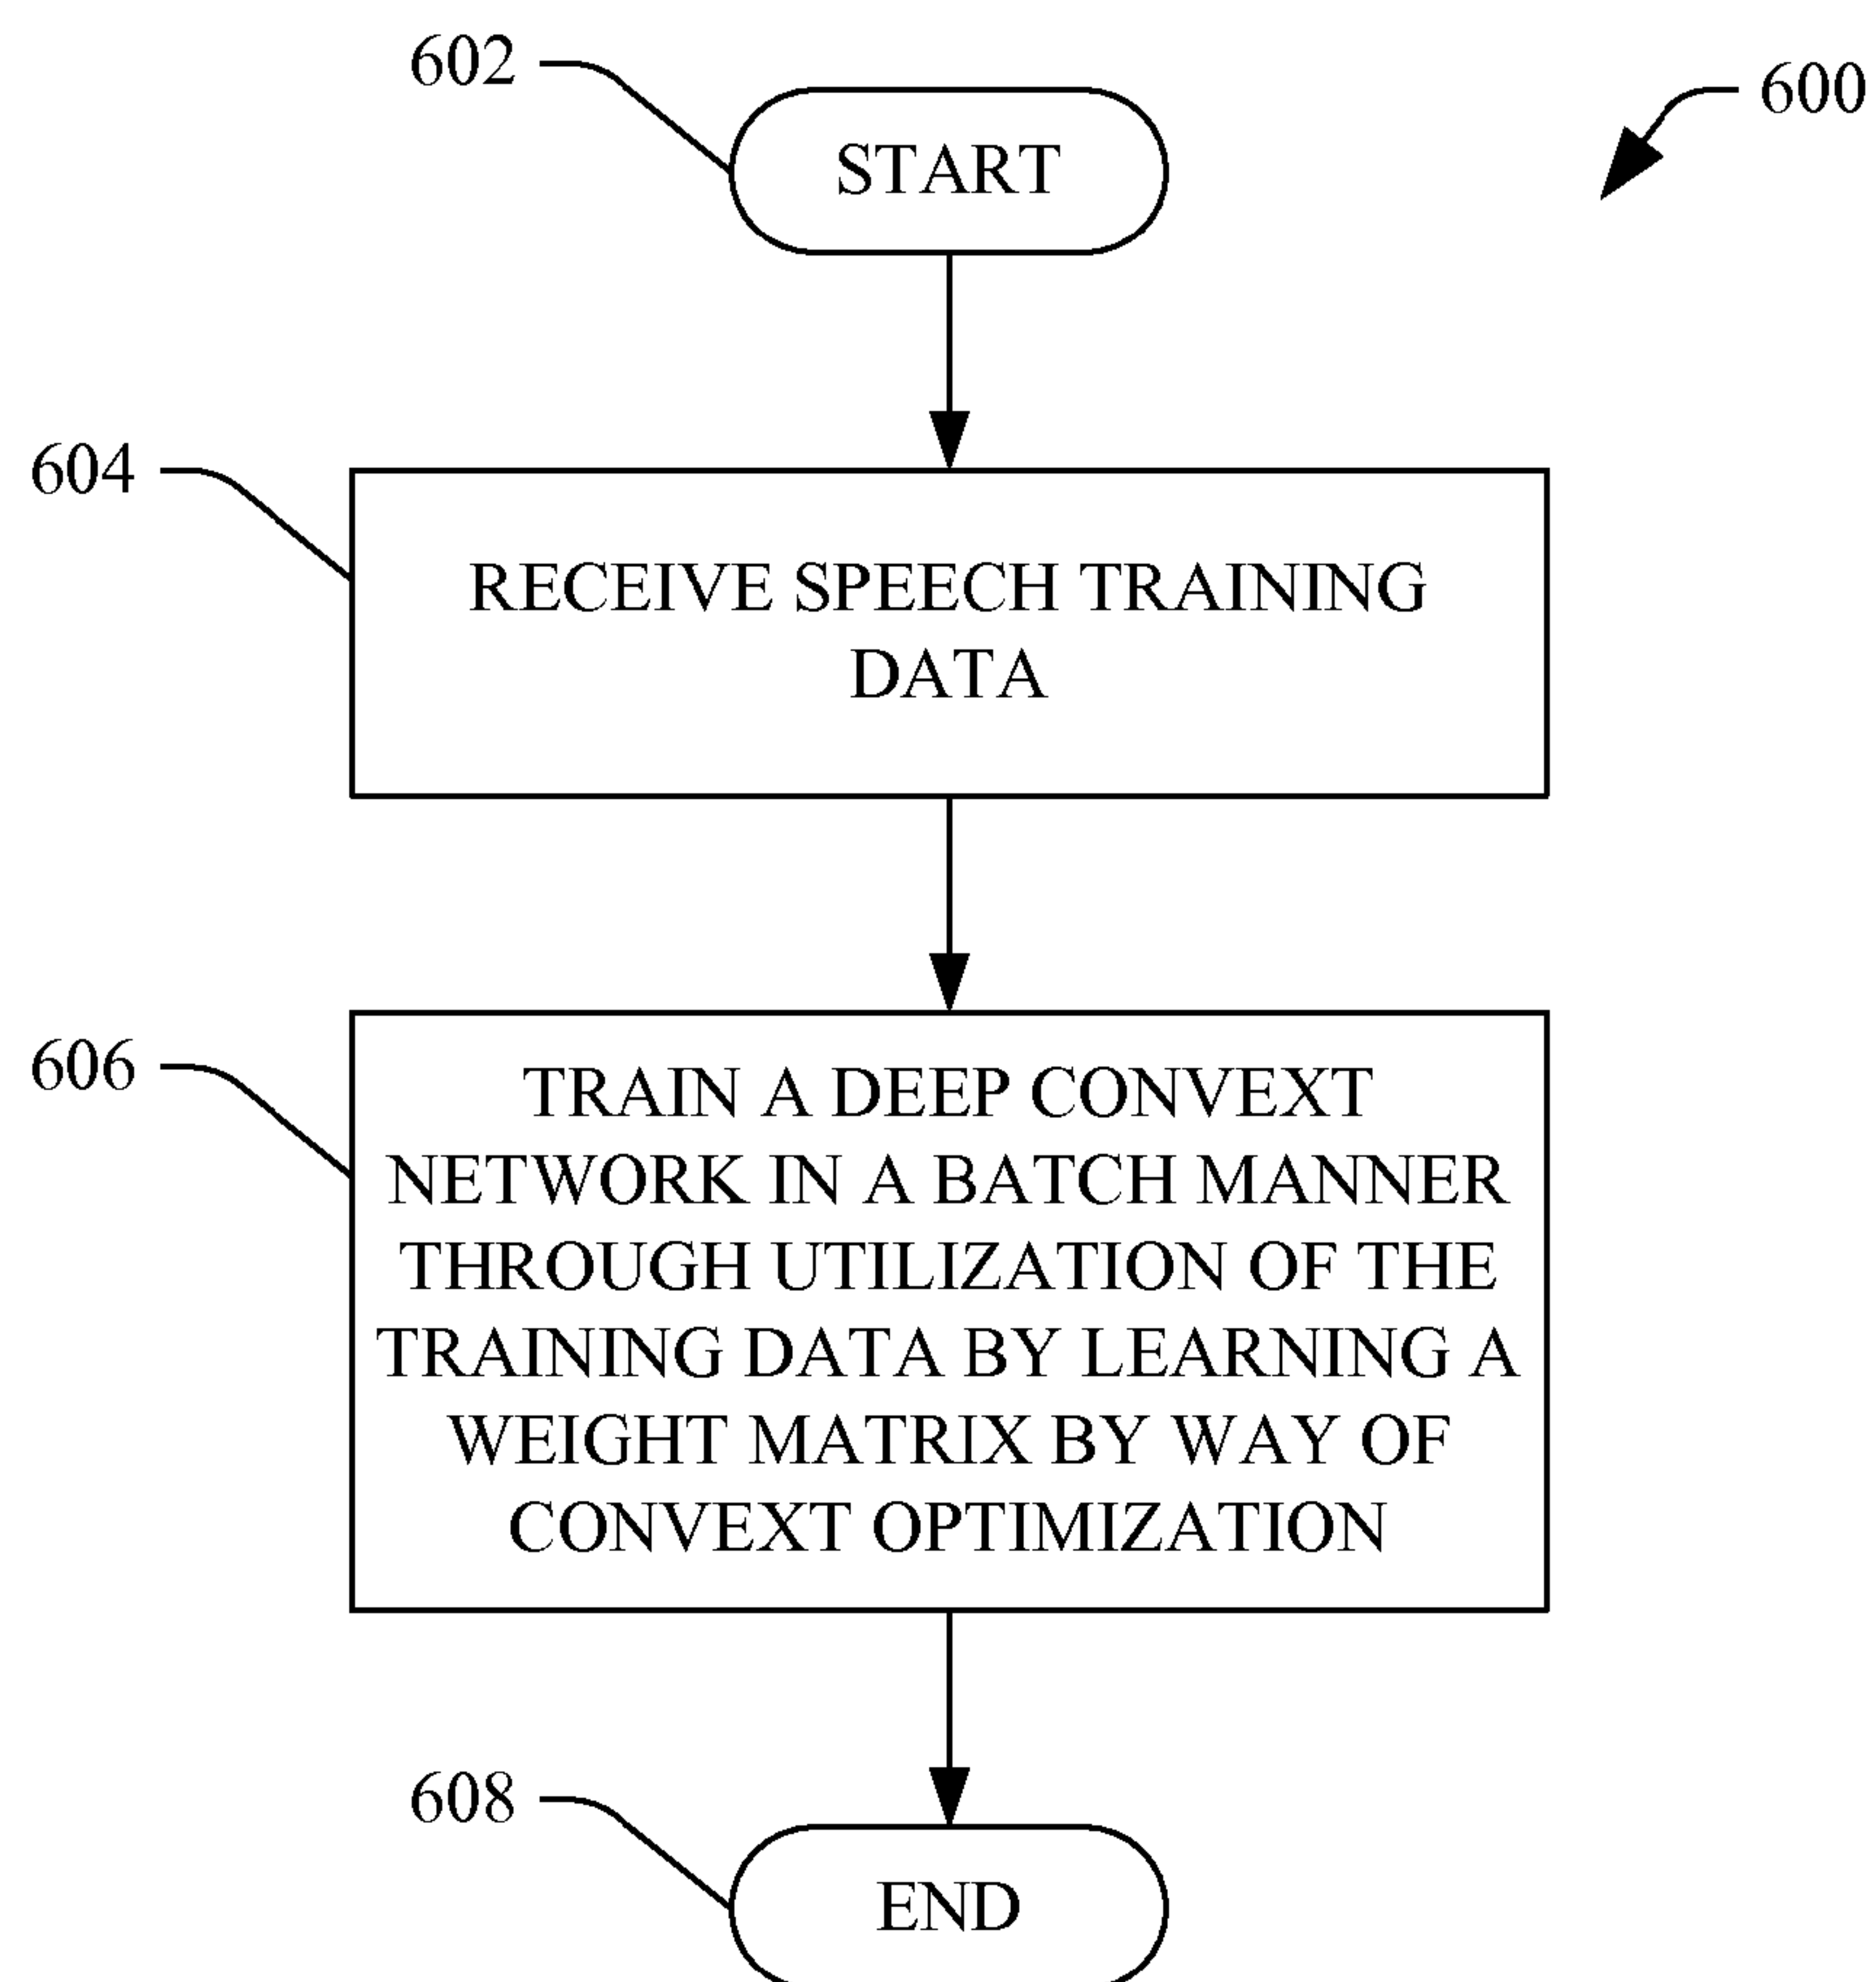 602
600
START
604
RECEIVE SPEECH TRAINING
DATA
606
TRAIN A DEEP CONVEXT
NETWORK IN A BATCH MANNER
THROUGH UTILIZATION OF THE
TRAINING DATA BY LEARNING A
WEIGHT MATRIX BY WAY OF
CONVEXT OPTIMIZATION
608
END